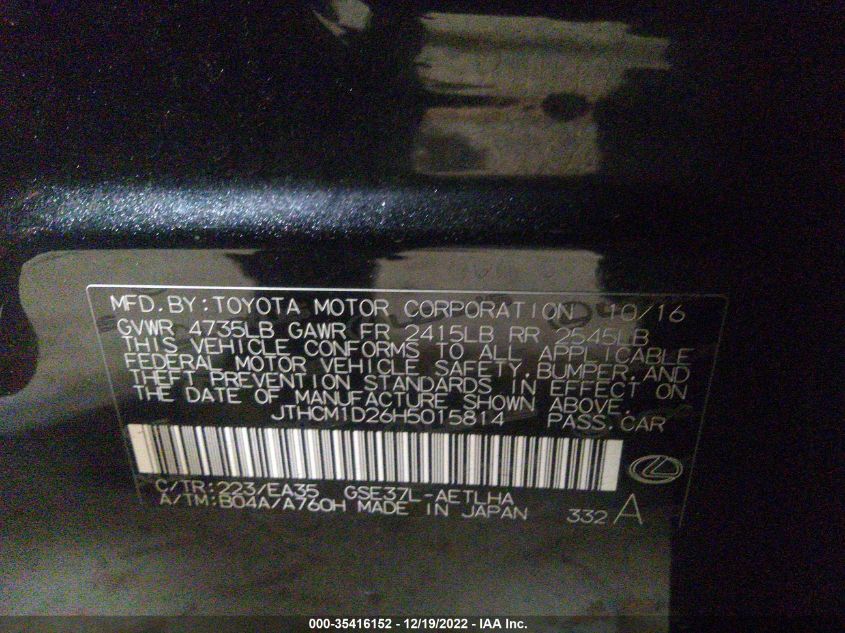 MFD. BY: TOYOTA MOTOR CORPORATION 10/16
GVWR 4735LB GAWR FR 2415LB RR 2545LB
THIS VEHICLE CONFORMS TO ALL APPLICABLE
FEDERAL MOTOR VEHICLE SAFETY, BUMPER, AND
THEFT PREVENTION STANDARDS IN EFFECT ON
THE DATE OF MANUFACTURE SHOWN ABOVE.
JTHCM1D26H5015814 PASS. CAR
C/TR: 223/EA35 GSE37L-AETLHA
A/TM: B04A/A760H MADE IN JAPAN 332 A
000-35416152 - 12/19/2022 - IAA Inc.